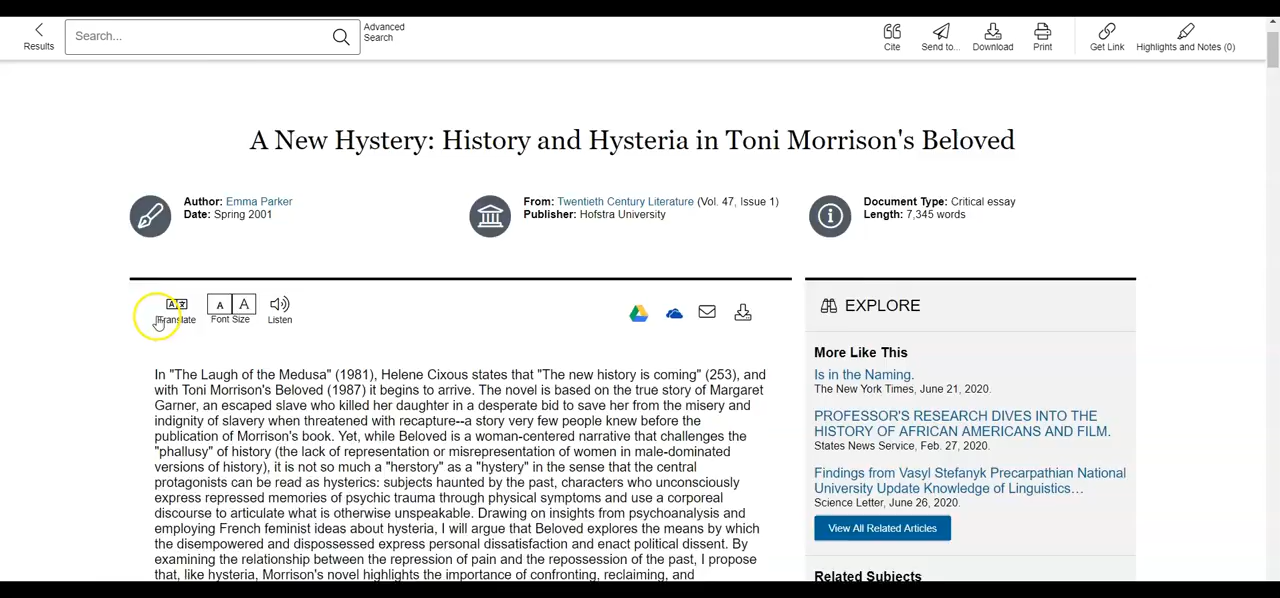 Results
Search...
Advanced
Search
Cite
Send to...
Download
Print
Get Link
Highlights and Notes (0)
A New Hystery: History and Hysteria in Toni Morrison's Beloved
Author: Emma Parker
Date: Spring 2001
From: Twentieth Century Literature (Vol. 47, Issue 1)
Publisher: Hofstra University
Document Type: Critical essay
Length: 7,345 words
Translate
A A
Font Size
Listen
In "The Laugh of the Medusa" (1981), Helene Cixous states that "The new history is coming" (253), and
with Toni Morrison's Beloved (1987) it begins to arrive. The novel is based on the true story of Margaret
Garner, an escaped slave who killed her daughter in a desperate bid to save her from the misery and
indignity of slavery when threatened with recapture--a story very few people knew before the
publication of Morrison's book. Yet, while Beloved is a woman-centered narrative that challenges the
"phallusy" of history (the lack of representation or misrepresentation of women in male-dominated
versions of history), it is not so much a "herstory" as a "hystery" in the sense that the central
protagonists can be read as hysterics: subjects haunted by the past, characters who unconsciously
express repressed memories of psychic trauma through physical symptoms and use a corporeal
discourse to articulate what is otherwise unspeakable. Drawing on insights from psychoanalysis and
employing French feminist ideas about hysteria, I will argue that Beloved explores the means by which
the disempowered and dispossessed express personal dissatisfaction and enact political dissent. By
examining the relationship between the repression of pain and the repossession of the past, I propose
that, like hysteria, Morrison's novel highlights the importance of confronting, reclaiming, and
EXPLORE
More Like This
Is in the Naming.
The New York Times, June 21, 2020.
PROFESSOR'S RESEARCH DIVES INTO THE
HISTORY OF AFRICAN AMERICANS AND FILM.
States News Service, Feb. 27, 2020.
Findings from Vasyl Stefanyk Precarpathian National
University Update Knowledge of Linguistics...
Science Letter, June 26, 2020.
View All Related Articles
Related Subjects